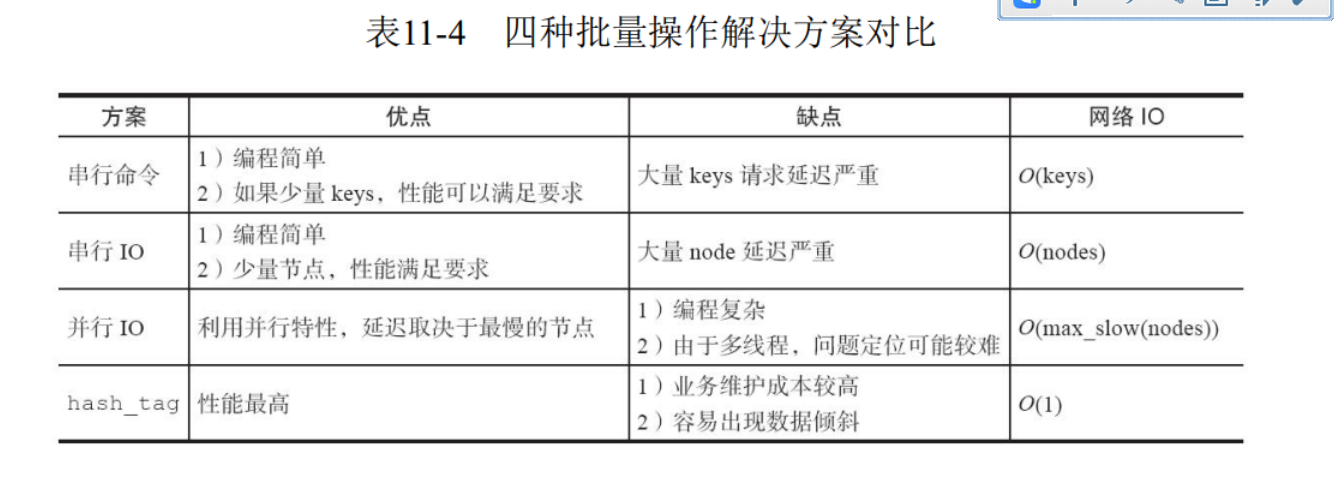 表11-4 四种批量操作解决方案对比
方案 优点 缺点 网络 IO
串行命令 1）编程简单 2）如果少量 keys，性能可以满足要求 大量 keys 请求延迟严重 O(keys)
串行 IO 1）编程简单 2）少量节点，性能满足要求 大量 node 延迟严重 O(nodes)
并行 IO 利用并行特性，延迟取决于最慢的节点 1）编程复杂 2）由于多线程，问题定位可能较难 O(max_slow(nodes))
hash_tag 性能最高 1）业务维护成本较高 2）容易出现数据倾斜 O(1)